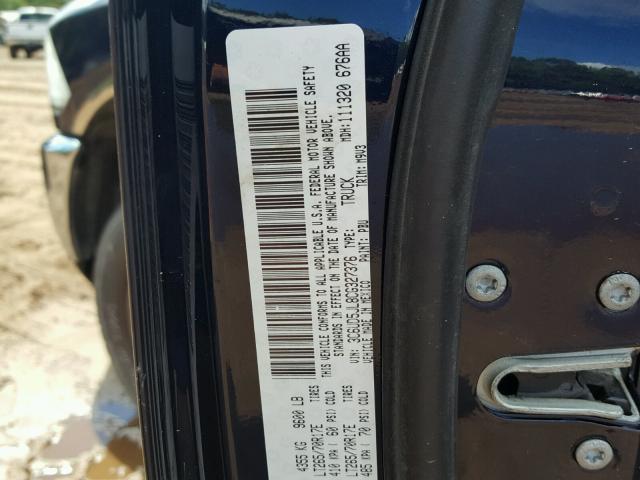 4355 KG 9600 LB
LT265/70R17E TIRES
410 KPA ( 60 PSI) COLD
LT265/70R17E TIRES
485 KPA ( 70 PSI) COLD
THIS VEHICLE CONFORMS TO ALL APPLICABLE U.S.A. FEDERAL MOTOR VEHICLE SAFETY
STANDARDS IN EFFECT ON THE DATE OF MANUFACTURE SHOWN ABOVE.
VIN: 3C6UD5JL8CG327376 TYPE: TRUCK MDH: 111320 676AA
VEHICLE MADE IN MEXICO PAINT: PBU TRIM: M9V3